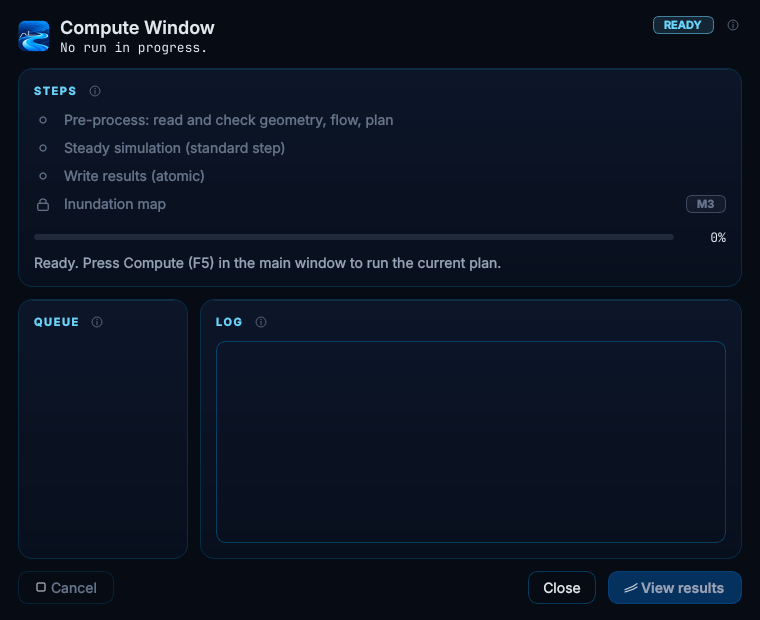 Compute Window
READY
No run in progress.
STEPS
Pre-process: read and check geometry, flow, plan
Steady simulation (standard step)
Write results (atomic)
Inundation map
M3
0%
Ready. Press Compute (F5) in the main window to run the current plan.
QUEUE
LOG
Cancel
Close
View results